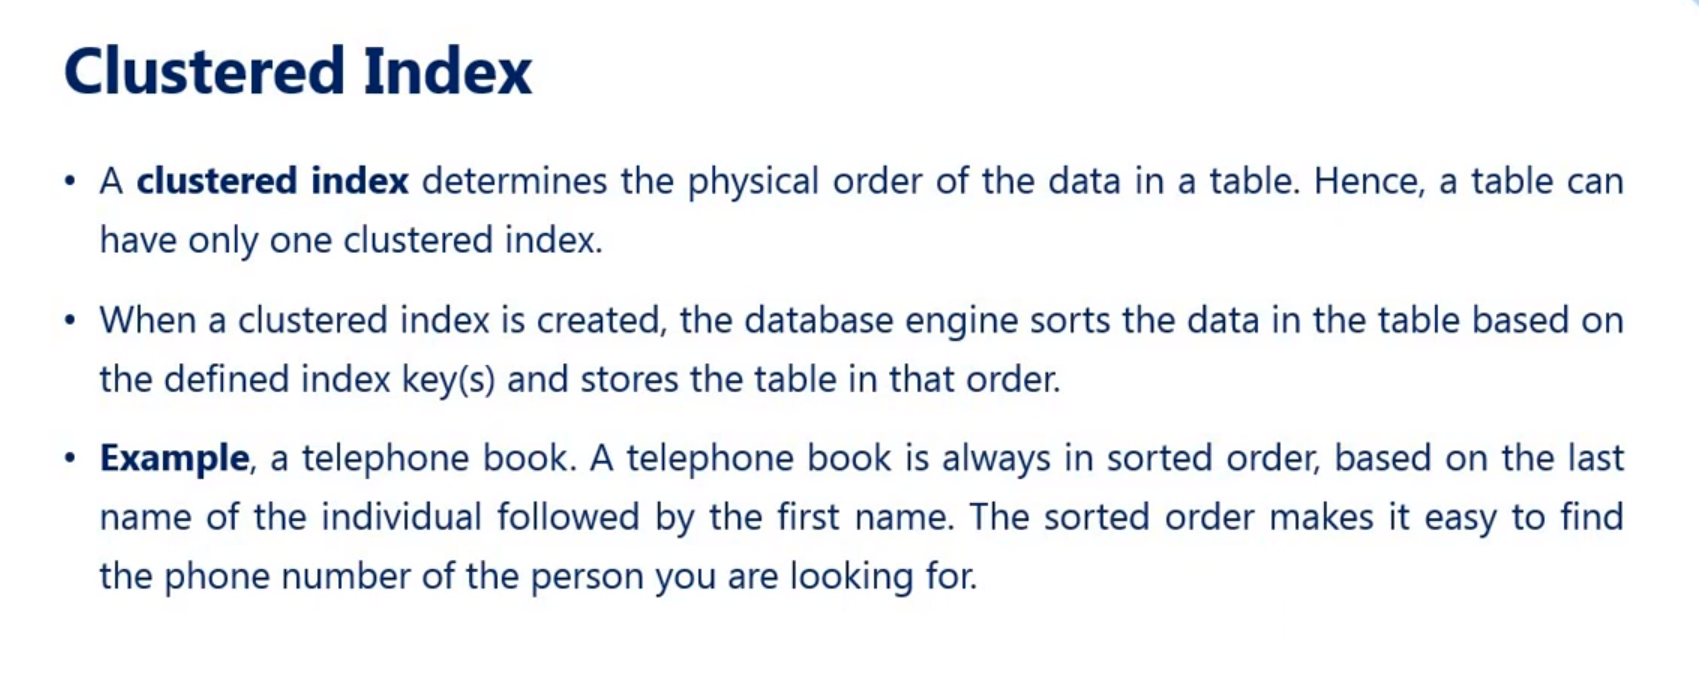 Clustered Index
• A clustered index determines the physical order of the data in a table. Hence, a table can
have only one clustered index.
• When a clustered index is created, the database engine sorts the data in the table based on
the defined index key(s) and stores the table in that order.
• Example, a telephone book. A telephone book is always in sorted order, based on the last
name of the individual followed by the first name. The sorted order makes it easy to find
the phone number of the person you are looking for.